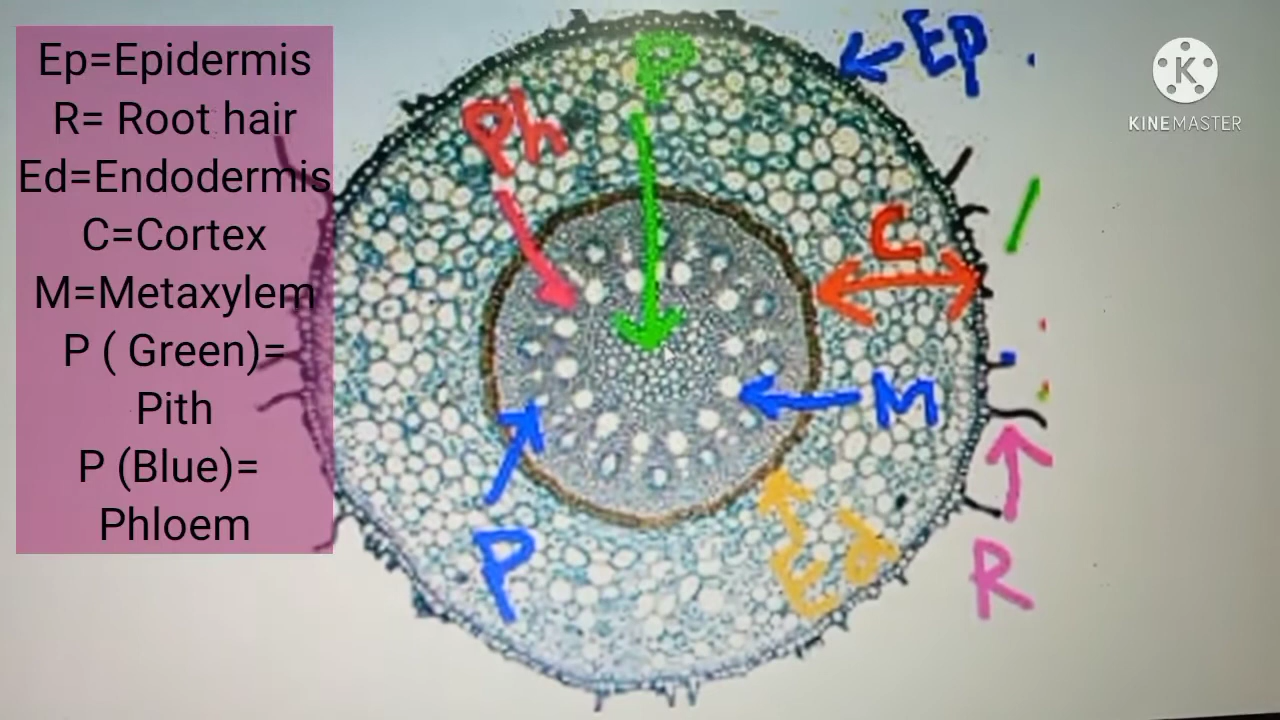 Ep=Epidermis
R= Root hair
Ed=Endodermis
C=Cortex
M=Metaxylem
P ( Green)=
Pith
P (Blue)=
Phloem
P
Ep
Ph
C
M
P
Ed
R
K
KINEMASTER